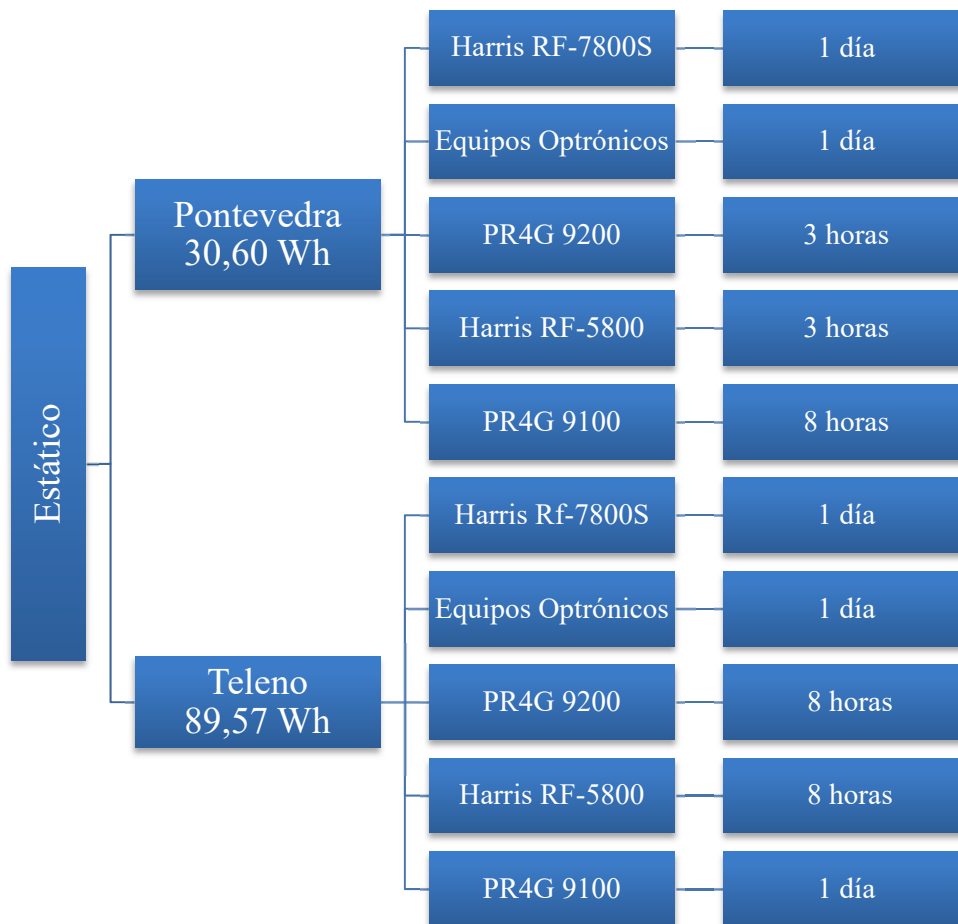 Estático
Pontevedra
30,60 Wh
Harris RF-7800S
1 día
Equipos Optrónicos
1 día
PR4G 9200
3 horas
Harris RF-5800
3 horas
PR4G 9100
8 horas
Teleno
89,57 Wh
Harris Rf-7800S
1 día
Equipos Optrónicos
1 día
PR4G 9200
8 horas
Harris RF-5800
8 horas
PR4G 9100
1 día